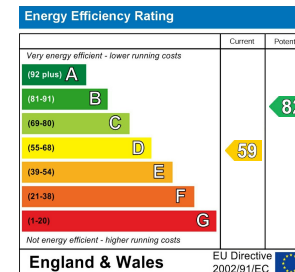 Energy Efficiency Rating
Current
Very energy efficient - lower running costs
(92 plus) A
(81-91) B
(69-80) C
(55-68) D
(39-54) E
(21-38) F
(1-20) G
59
Not energy efficient - higher running costs
England & Wales
EU Directive
2002/91/EC